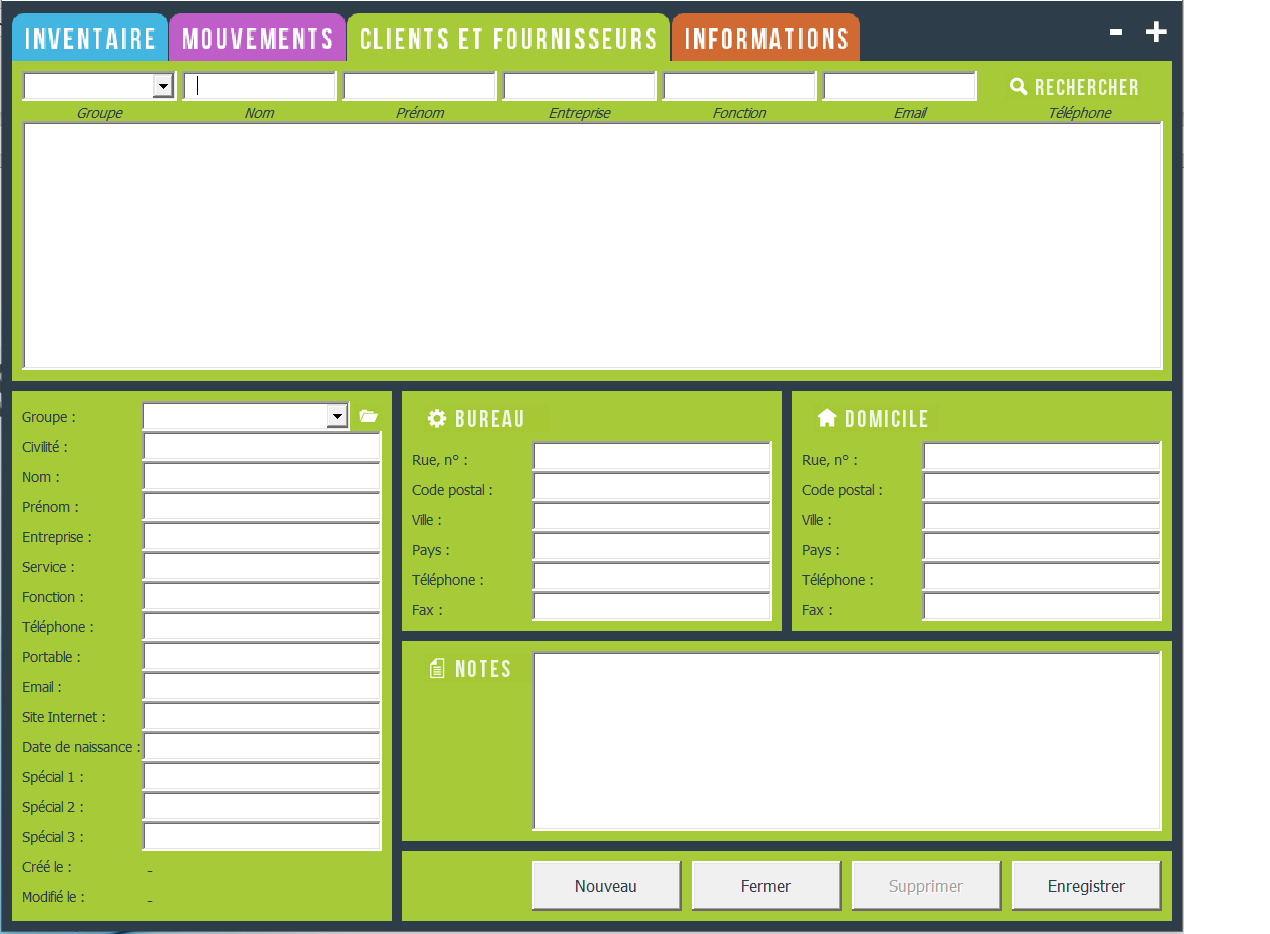 INVENTAIRE MOUVEMENTS CLIENTS ET FOURNISSEURS INFORMATIONS - +
RECHERCHER
Groupe Nom Prénom Entreprise Fonction Email Téléphone
Groupe :
Civilité :
Nom :
Prénom :
Entreprise :
Service :
Fonction :
Téléphone :
Portable :
Email :
Site Internet :
Date de naissance :
Spécial 1 :
Spécial 2 :
Spécial 3 :
Créé le : -
Modifié le : -
BUREAU
Rue, n° :
Code postal :
Ville :
Pays :
Téléphone :
Fax :
DOMICILE
Rue, n° :
Code postal :
Ville :
Pays :
Téléphone :
Fax :
NOTES
Nouveau Fermer Supprimer Enregistrer